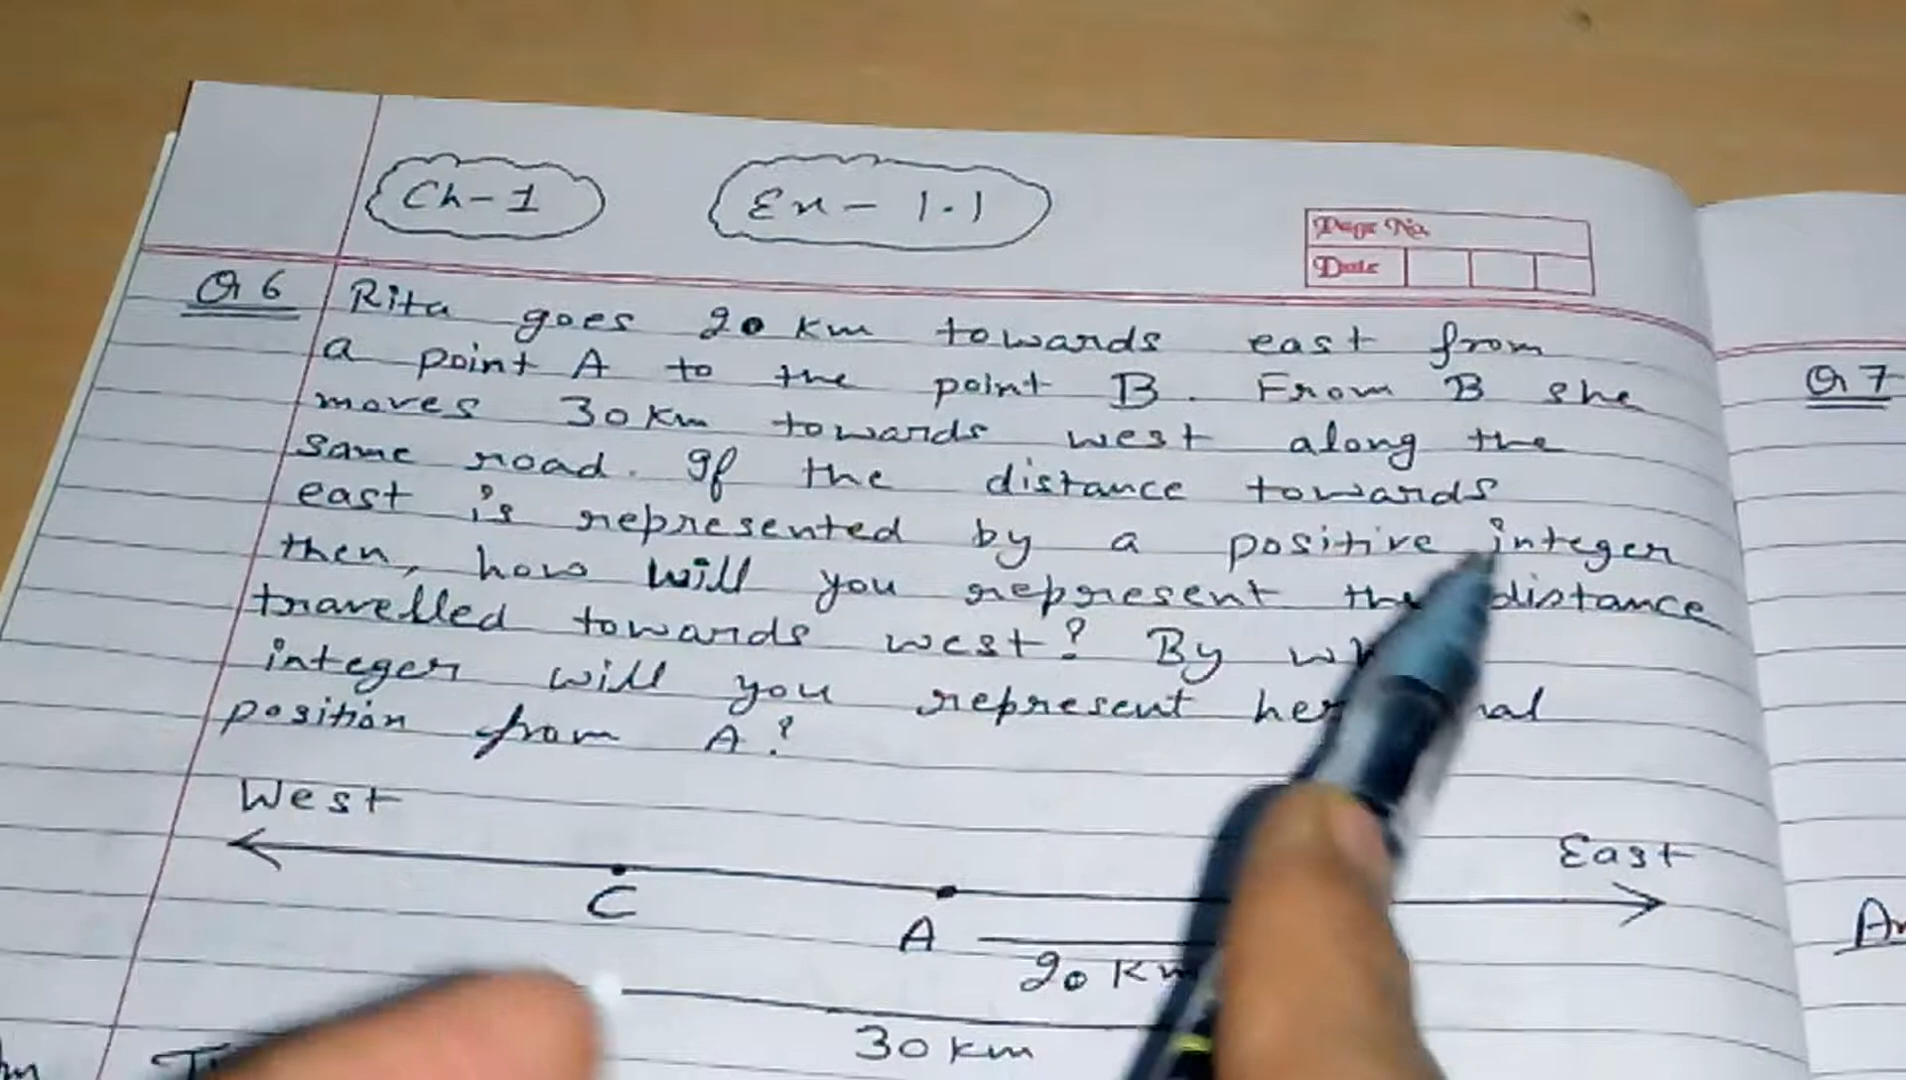 Ch-1 Ex-1.1
Page No.
Date
Q6 Rita goes 20 km towards east from
a point A to the point B. From B she
moves 30 km towards west along the
same road. If the distance towards
east is represented by a positive integer
then, how will you represent the distance
travelled towards west? By
integer will you represent her
position from A?
West
East
C
A
20 km
30 km
Q7